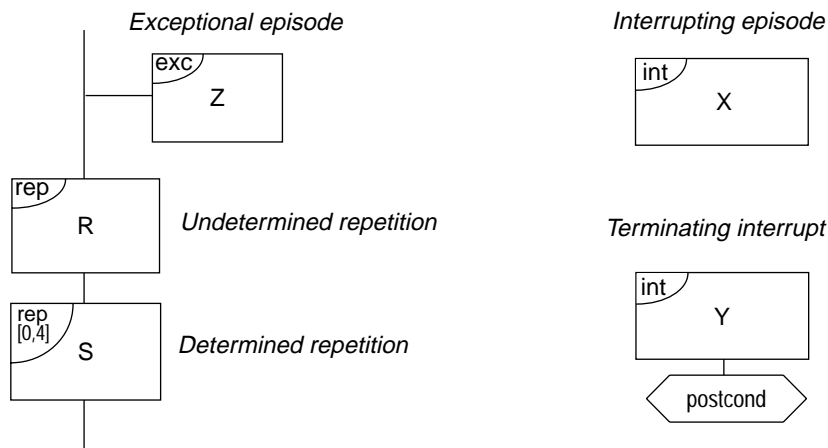 Exceptional episode
exc
Z
rep
R
Undetermined repetition
rep
[0,4]
S
Determined repetition
Interrupting episode
int
X
Terminating interrupt
int
Y
postcond